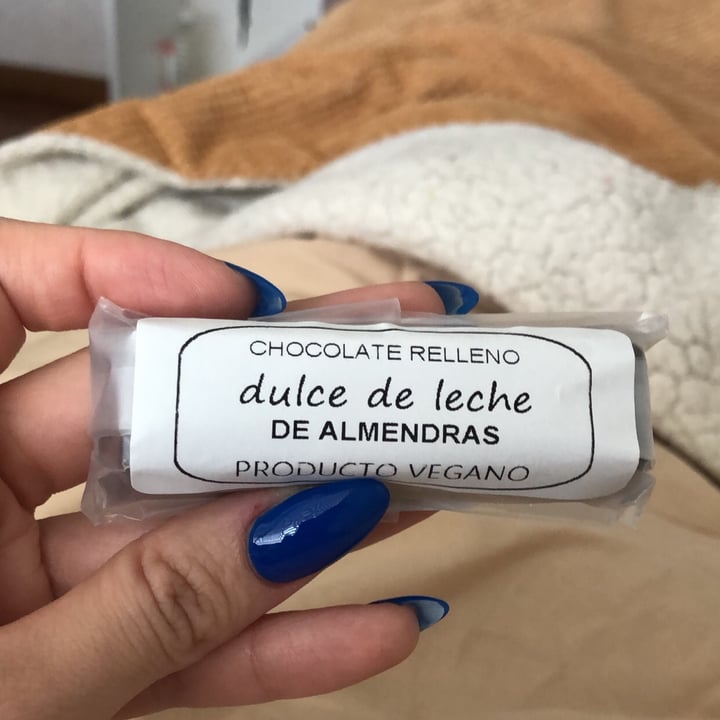 CHOCOLATE RELLENO
dulce de leche
DE ALMENDRAS
PRODUCTO VEGANO